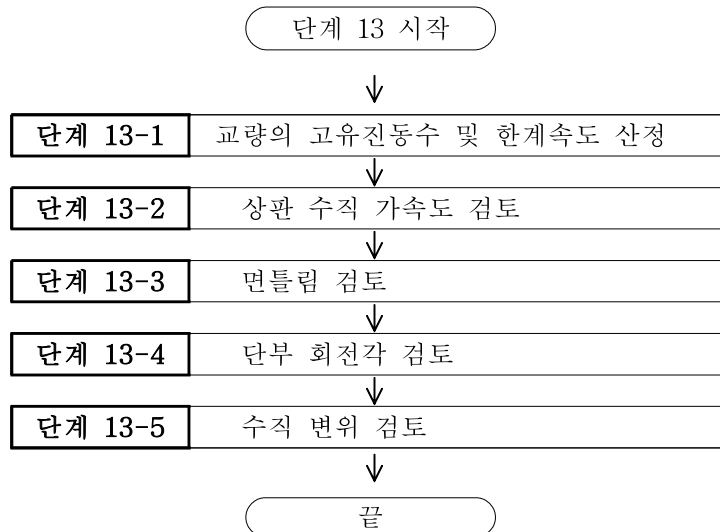 단계 13 시작
단계 13-1 교량의 고유진동수 및 한계속도 산정
단계 13-2 상판 수직 가속도 검토
단계 13-3 면틀림 검토
단계 13-4 단부 회전각 검토
단계 13-5 수직 변위 검토
끝